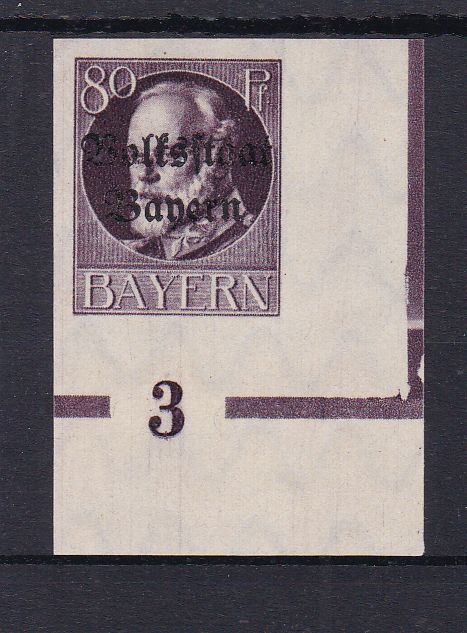 80 Pf
Volksstaat
Bayern
BAYERN
3